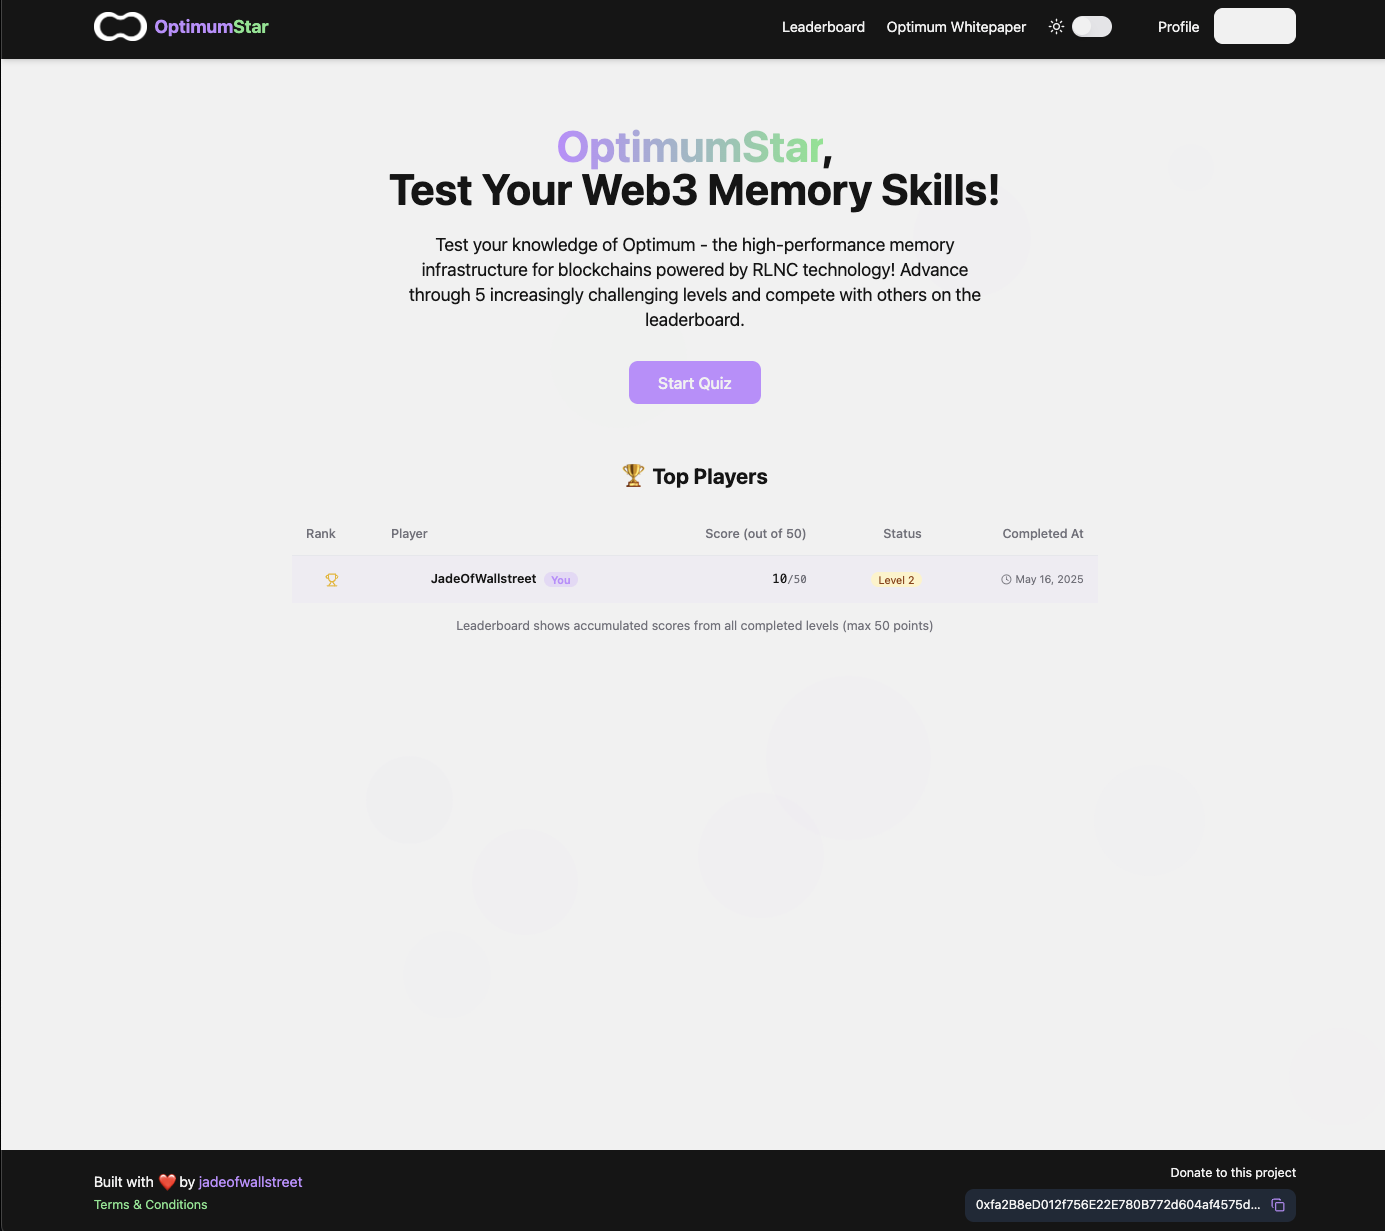 OptimumStar
Leaderboard
Optimum Whitepaper
Profile
OptimumStar,
Test Your Web3 Memory Skills!
Test your knowledge of Optimum - the high-performance memory
infrastructure for blockchains powered by RLNC technology! Advance
through 5 increasingly challenging levels and compete with others on the
leaderboard.
Start Quiz
🏆 Top Players
Rank Player Score (out of 50) Status Completed At
JadeOfWallstreet You 10/50 Level 2 May 16, 2025
Leaderboard shows accumulated scores from all completed levels (max 50 points)
Built with ❤️ by jadeofwallstreet
Terms & Conditions
Donate to this project
0xfa2B8eD012f756E22E780B772d604af4575d...